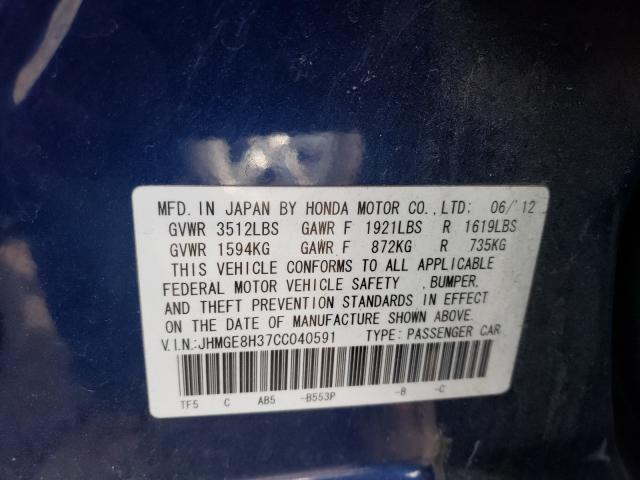 MFD. IN JAPAN BY HONDA MOTOR CO.,LTD: 06/'12
GVWR 3512LBS GAWR F 1921LBS R 1619LBS
GVWR 1594KG GAWR F 872KG R 735KG
THIS VEHICLE CONFORMS TO ALL APPLICABLE
FEDERAL MOTOR VEHICLE SAFETY , BUMPER,
AND THEFT PREVENTION STANDARDS IN EFFECT
ON THE DATE OF MANUFACTURE SHOWN ABOVE.
V.I.N.:JHMGE8H37CC040591 TYPE: PASSENGER CAR
TF5 C AB5 -B553P -B -C